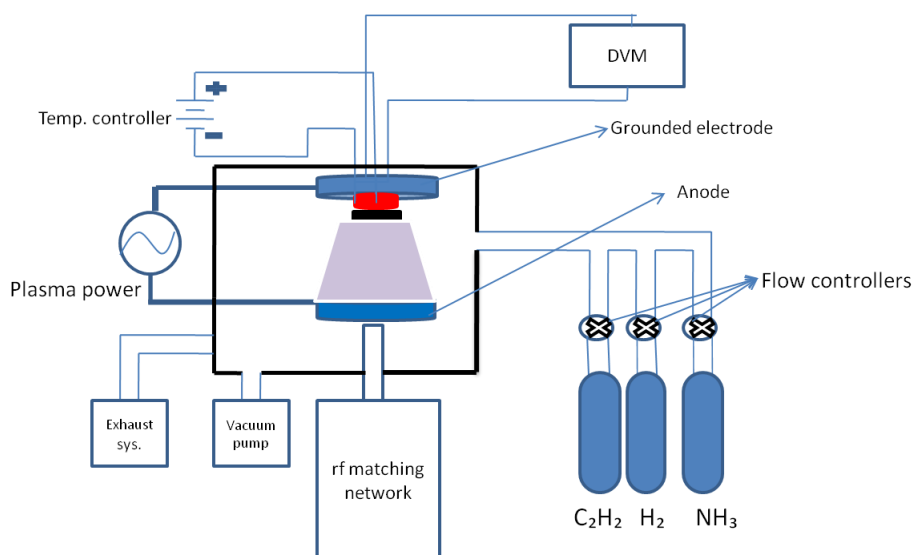 DVM
Temp. controller
+
−
Grounded electrode
Anode
Plasma power
Flow controllers
Exhaust
sys.
Vacuum
pump
rf matching
network
C₂H₂
H₂
NH₃